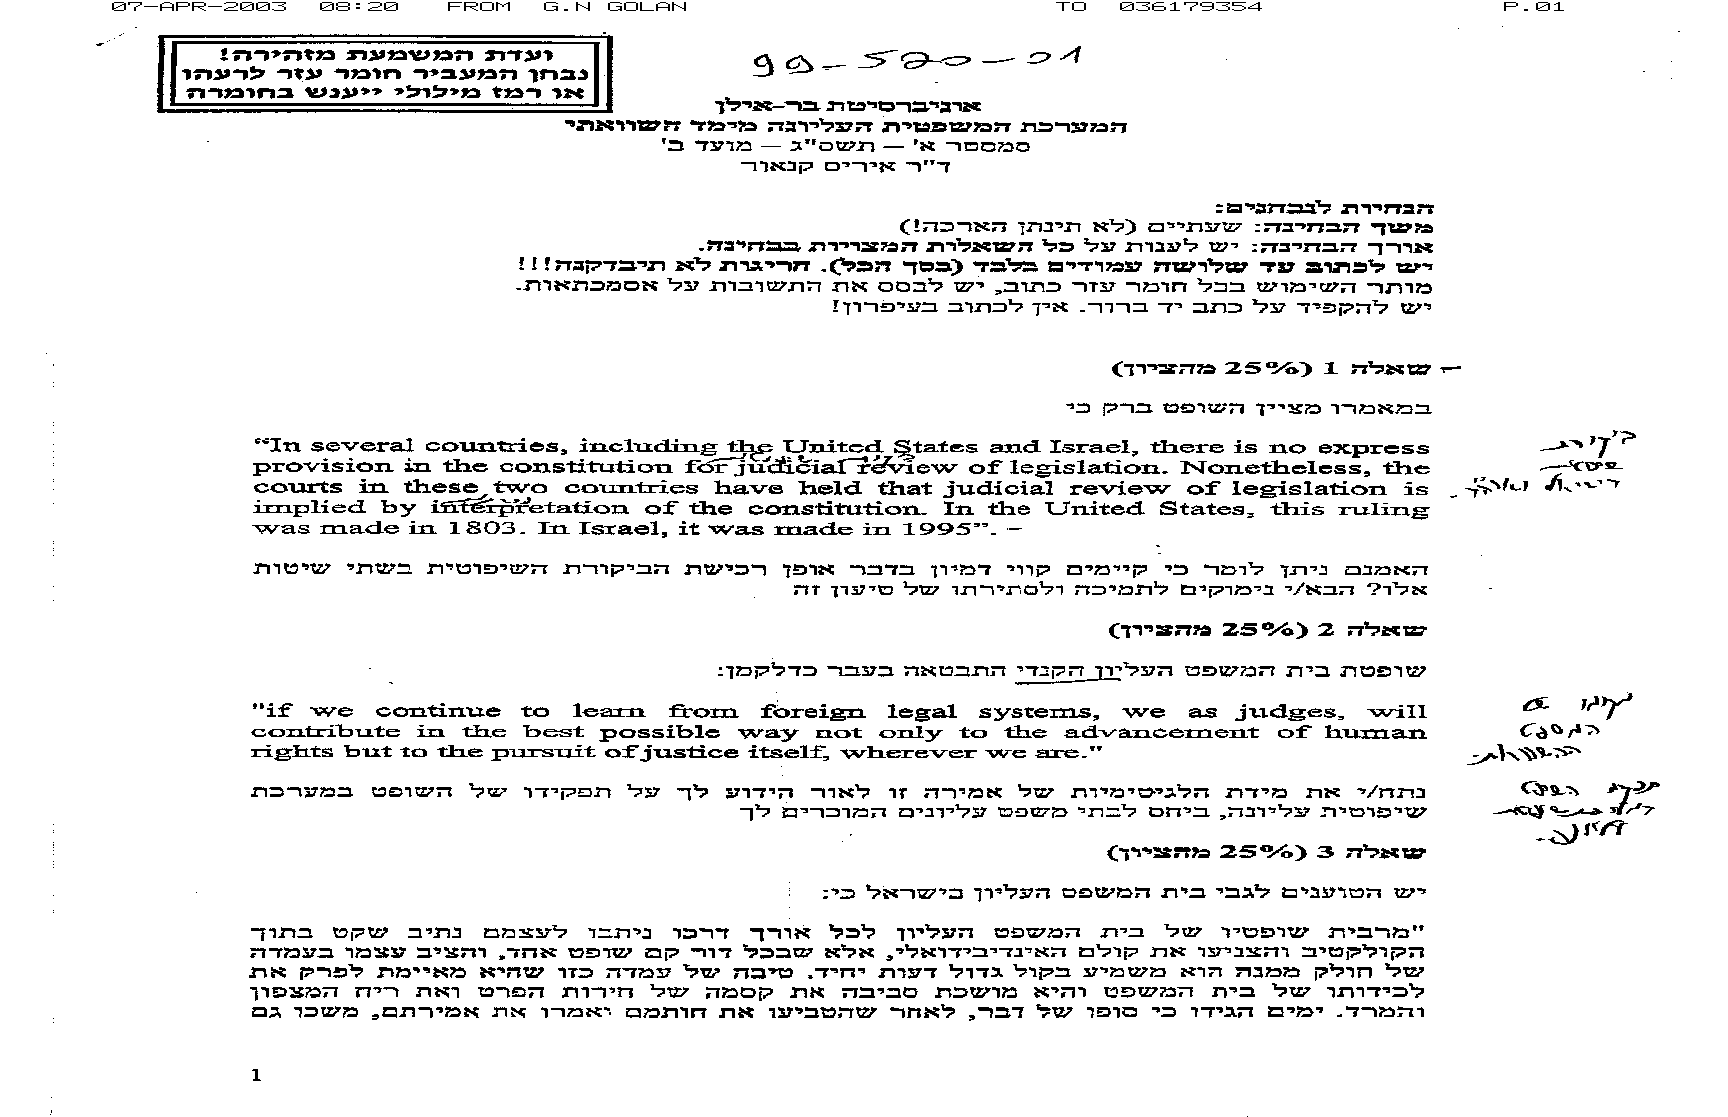 07-APR-2003 08:20 FROM G.N GOLAN TO 036179354 P.01
ועדת המשמעת מזהירה!
נבחן המעביר חומר עזר לרעהו
או רמז מילולי ייענש בחומרה
99-520-01
אוניברסיטת בר-אילן
המערכת המשפטית העליונה מימד השוואתי
סמסטר א' – תשס"ג – מועד ב'
ד"ר איריס קנאור
הנחיות לנבחנים:
משך הבחינה: שעתיים (לא תינתן הארכה!)
אורך הבחינה: יש לענות על כל השאלות המצויות בבחינה.
יש לכתוב עד שלושה עמודים בלבד (בסך הכל). חריגות לא תיבדקנה!!!
מותר השימוש בכל חומר עזר כתוב, יש לבסס את התשובות על אסמכתאות.
יש להקפיד על כתב יד ברור. אין לכתוב בעיפרון!
שאלה 1 (25% מהציון)
במאמרו מציין השופט ברק כי
“In several countries, including the United States and Israel, there is no express
provision in the constitution for judicial review of legislation. Nonetheless, the
courts in these two countries have held that judicial review of legislation is
implied by interpretation of the constitution. In the United States, this ruling
was made in 1803. In Israel, it was made in 1995”. –
ביקורת
האמנם ניתן לומר כי קיימים קווי דמיון בדבר אופן רכישת הביקורת השיפוטית בשתי שיטות
אלו? הבא/י נימוקים לתמיכה ולסתירתו של טיעון זה
שאלה 2 (25% מהציון)
שופטת בית המשפט העליון הקנדי התבטאה בעבר כדלקמן:
"if we continue to learn from foreign legal systems, we as judges, will
contribute in the best possible way not only to the advancement of human
rights but to the pursuit of justice itself, wherever we are."
נתח/י את מידת הלגיטימיות של אמירה זו לאור הידוע לך על תפקידו של השופט במערכת
שיפוטית עליונה, ביחס לבתי משפט עליונים המוכרים לך
שאלה 3 (25% מהציון)
יש הטוענים לגבי בית המשפט העליון בישראל כי:
"מרבית שופטיו של בית המשפט העליון לכל אורך דרכו ניתבו לעצמם נתיב שקט בתוך
הקולקטיב והצניעו את קולם האינדיבידואלי, אלא שבכל דור קם שופט אחד, והציב עצמו בעמדה
של חולק ממנה הוא משמיע בקול גדול דעות יחיד. טיבה של עמדה כזו שהיא מאיימת לפרק את
לכידותו של בית המשפט והיא מושכת סביבה את קסמה של חירות הפרט ואת ריח המצפון
והמרד. ימים הגידו כי סופו של דבר, לאחר שהטביעו את חותמם ואמרו את אמירתם, משכו גם
1